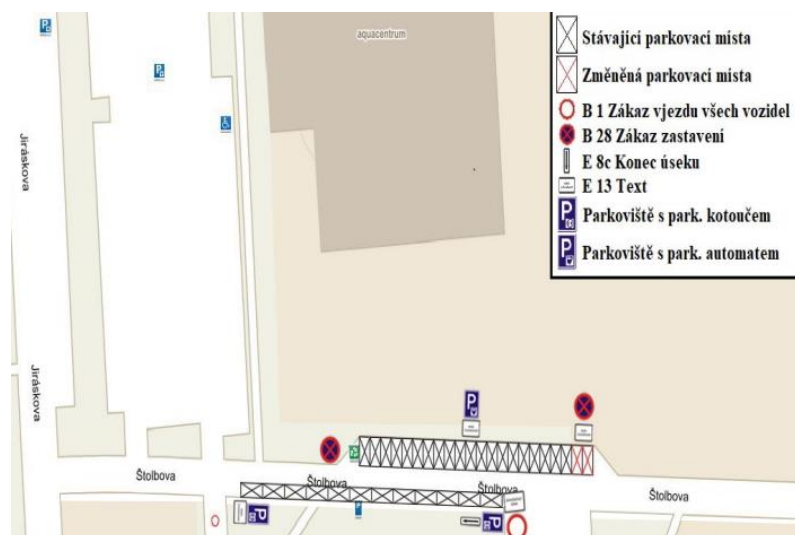 aquacentrum
Stávající parkovací místa
Změněná parkovací místa
B 1 Zákaz vjezdu všech vozidel
B 28 Zákaz zastavení
E 8c Konec úseku
E 13 Text
P Parkoviště s park. kotoučem
P Parkoviště s park. automatem
Jiráskova
Jiráskova
P
P
P
Štolbova
Štolbova
Štolbova
Štolbova
P
P
P